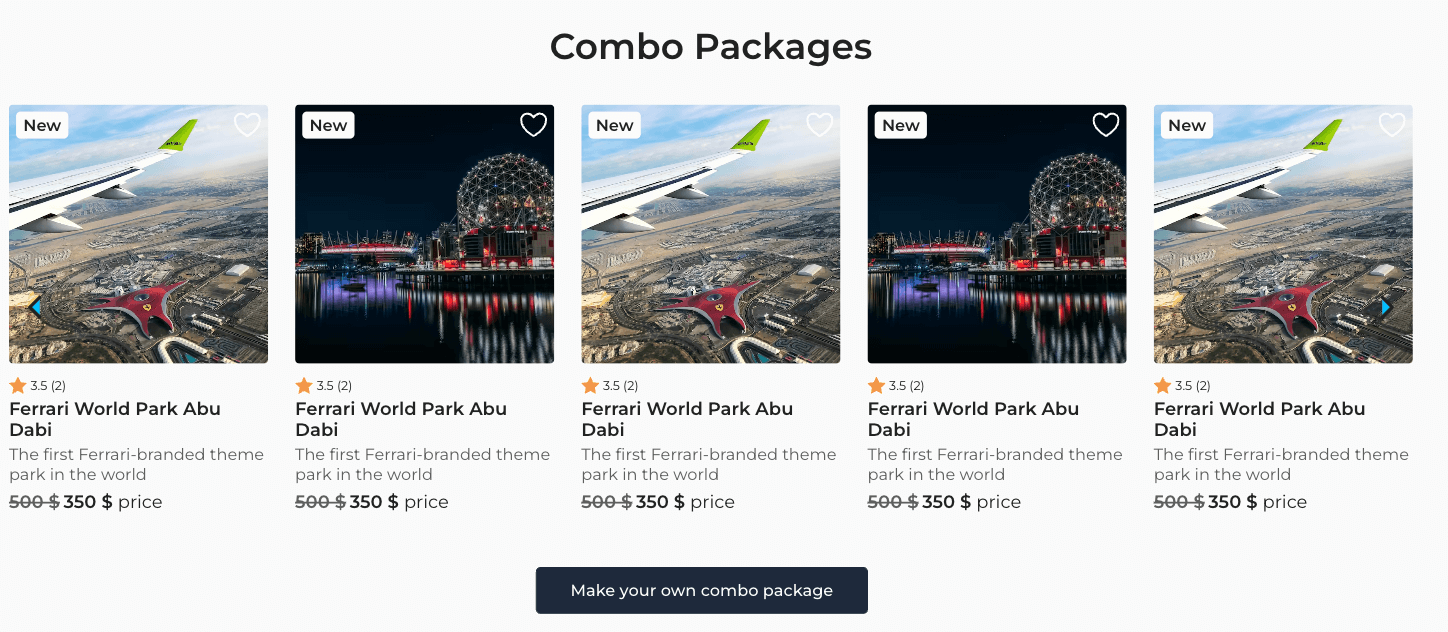 Combo Packages
New
New
New
New
New
3.5 (2)
Ferrari World Park Abu
Dabi
The first Ferrari-branded theme
park in the world
500 $ 350 $ price
3.5 (2)
Ferrari World Park Abu
Dabi
The first Ferrari-branded theme
park in the world
500 $ 350 $ price
3.5 (2)
Ferrari World Park Abu
Dabi
The first Ferrari-branded theme
park in the world
500 $ 350 $ price
3.5 (2)
Ferrari World Park Abu
Dabi
The first Ferrari-branded theme
park in the world
500 $ 350 $ price
3.5 (2)
Ferrari World Park Abu
Dabi
The first Ferrari-branded theme
park in the world
500 $ 350 $ price
Make your own combo package